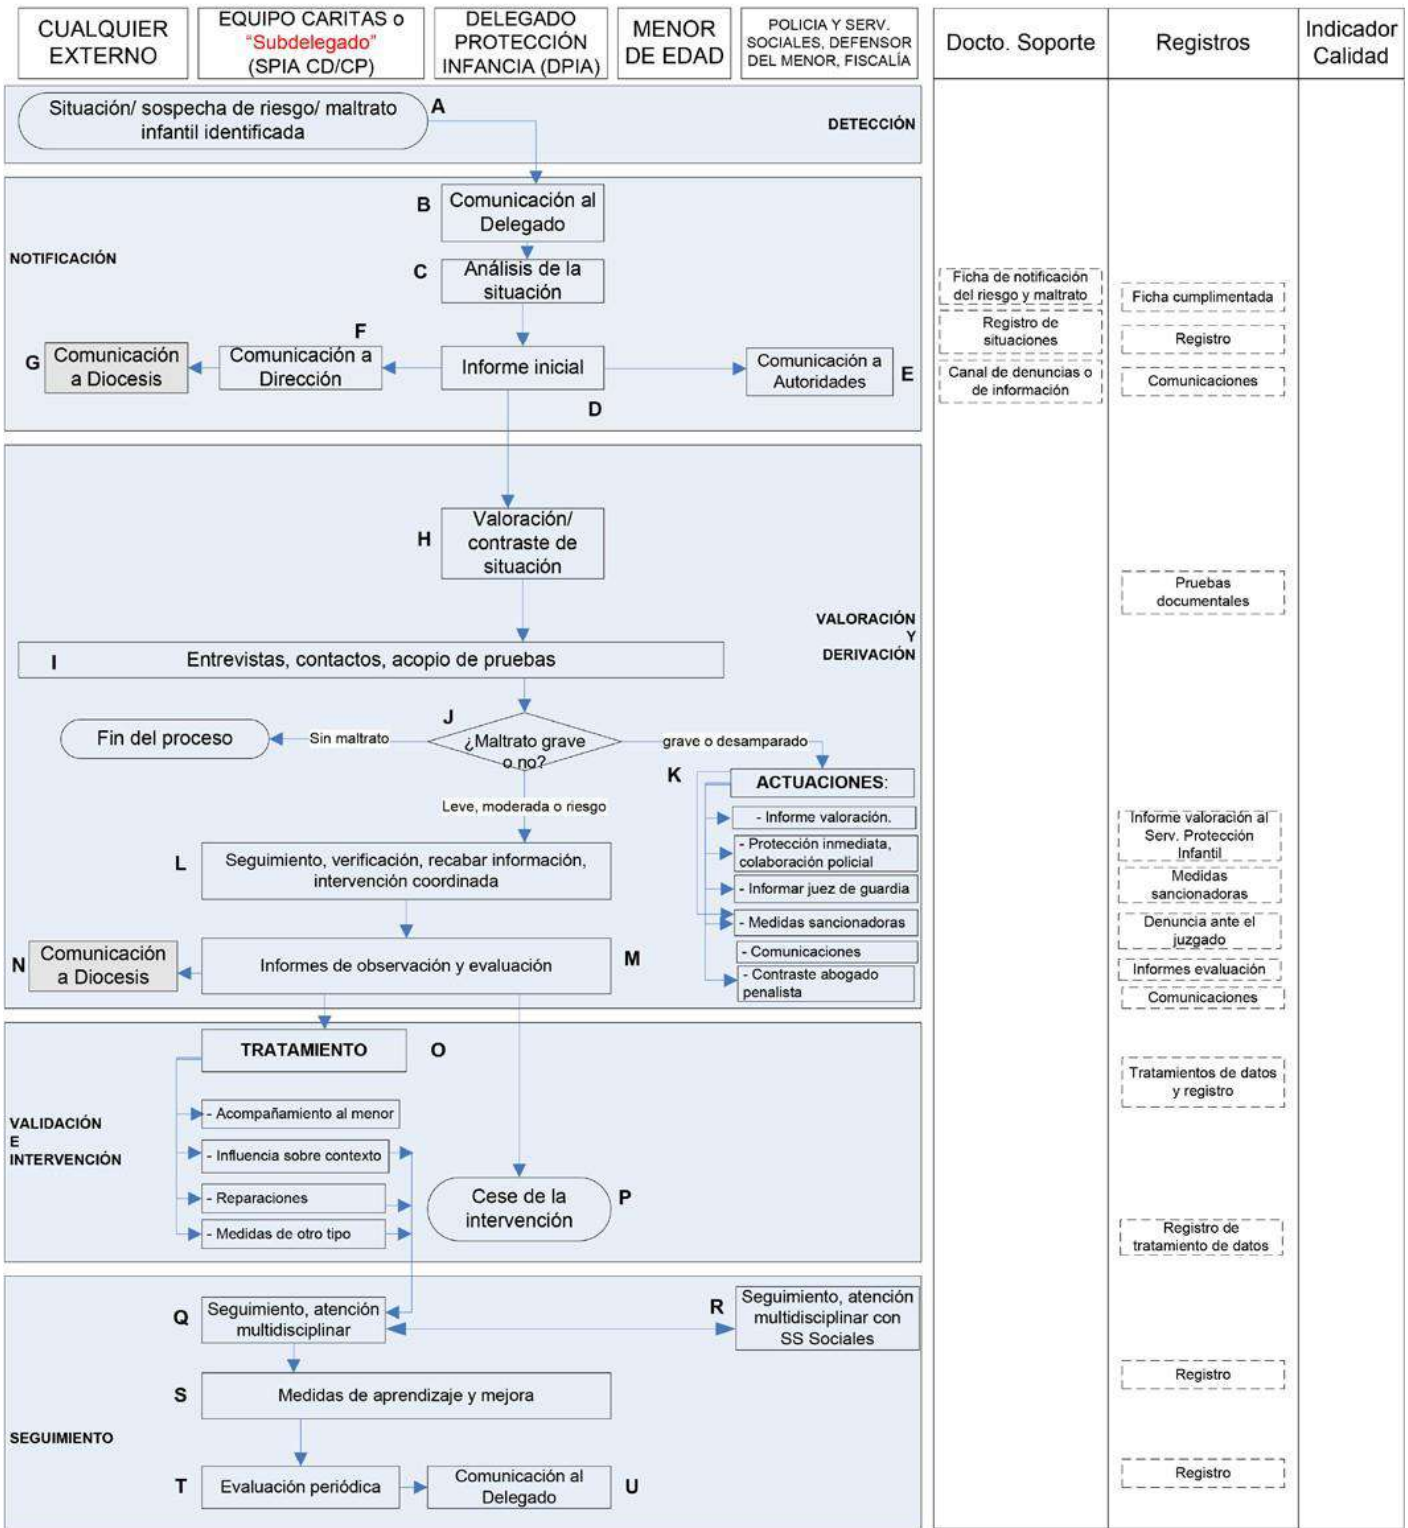 CUALQUIER
EXTERNO
EQUIPO CARITAS o
“Subdelegado”
(SPIA CD/CP)
DELEGADO
PROTECCIÓN
INFANCIA (DPIA)
MENOR
DE EDAD
POLICIA Y SERV.
SOCIALES, DEFENSOR
DEL MENOR, FISCALÍA
Docto. Soporte
Registros
Indicador
Calidad
Situación/ sospecha de riesgo/ maltrato
infantil identificada
A
DETECCIÓN
B
Comunicación al
Delegado
NOTIFICACIÓN
C
Análisis de la
situación
Ficha de notificación
del riesgo y maltrato
Ficha cumplimentada
Registro de
situaciones
Registro
F
G
Comunicación
a Diocesis
Comunicación a
Dirección
Informe inicial
Comunicación a
Autoridades
E
Canal de denuncias o
de información
Comunicaciones
D
H
Valoración/
contraste de
situación
Pruebas
documentales
VALORACIÓN
Y
DERIVACIÓN
I
Entrevistas, contactos, acopio de pruebas
J
Fin del proceso
Sin maltrato
¿Maltrato grave
o no?
grave o desamparado
K
ACTUACIONES:
Leve, moderada o riesgo
- Informe valoración.
- Protección inmediata,
colaboración policial
- Informar juez de guardia
- Medidas sancionadoras
- Comunicaciones
- Contraste abogado
penalista
Informe valoración al
Serv. Protección
Infantil
Medidas
sancionadoras
Denuncia ante el
juzgado
Informes evaluación
Comunicaciones
L
Seguimiento, verificación, recabar información,
intervención coordinada
N
Comunicación
a Diocesis
Informes de observación y evaluación
M
TRATAMIENTO
O
Tratamientos de datos
y registro
VALIDACIÓN
E
INTERVENCIÓN
- Acompañamiento al menor
- Influencia sobre contexto
- Reparaciones
- Medidas de otro tipo
Cese de la
intervención
P
Registro de
tratamiento de datos
Q
Seguimiento, atención
multidisciplinar
R
Seguimiento, atención
multidisciplinar con
SS Sociales
S
Medidas de aprendizaje y mejora
Registro
SEGUIMIENTO
T
Evaluación periódica
Comunicación al
Delegado
U
Registro